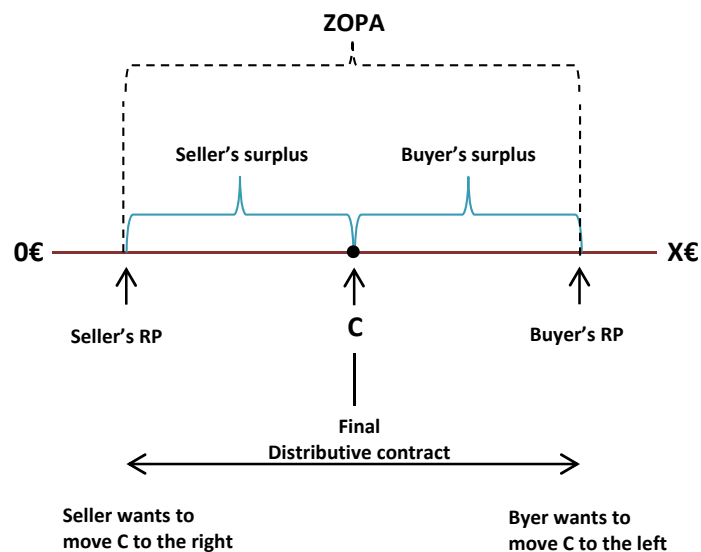 ZOPA
Seller's surplus
Buyer's surplus
0€
X€
Seller's RP
C
Buyer's RP
Final
Distributive contract
Seller wants to
move C to the right
Byer wants to
move C to the left